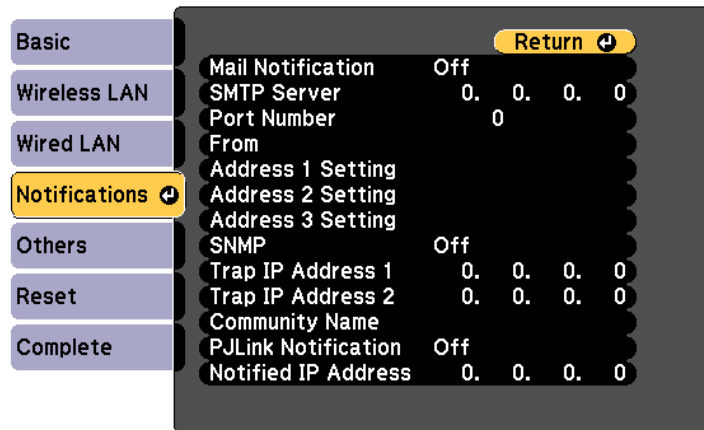 Basic
Wireless LAN
Wired LAN
Notifications
Others
Reset
Complete
Return
Mail Notification Off
SMTP Server 0. 0. 0. 0
Port Number 0
From
Address 1 Setting
Address 2 Setting
Address 3 Setting
SNMP Off
Trap IP Address 1 0. 0. 0. 0
Trap IP Address 2 0. 0. 0. 0
Community Name
PJLink Notification Off
Notified IP Address 0. 0. 0. 0